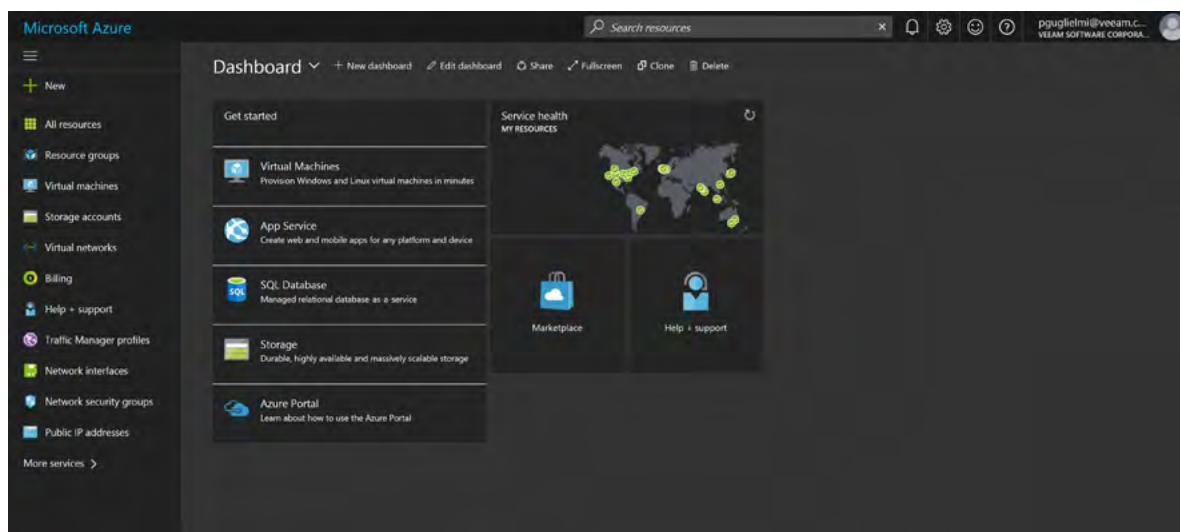 Microsoft Azure
Search resources
pguglielmi@veeam.c...
VEEAM SOFTWARE CORPORA...
New
All resources
Resource groups
Virtual machines
Storage accounts
Virtual networks
Billing
Help + support
Traffic Manager profiles
Network interfaces
Network security groups
Public IP addresses
More services
Dashboard
+ New dashboard Edit dashboard Share Fullscreen Clone Delete
Get started
Virtual Machines
Provision Windows and Linux virtual machines in minutes
App Service
Create web and mobile apps for any platform and device
SQL
SQL Database
Managed relational database as a service
Storage
Durable, highly available and massively scalable storage
Azure Portal
Learn about how to use the Azure Portal
Service health
MY RESOURCES
Marketplace
Help + support